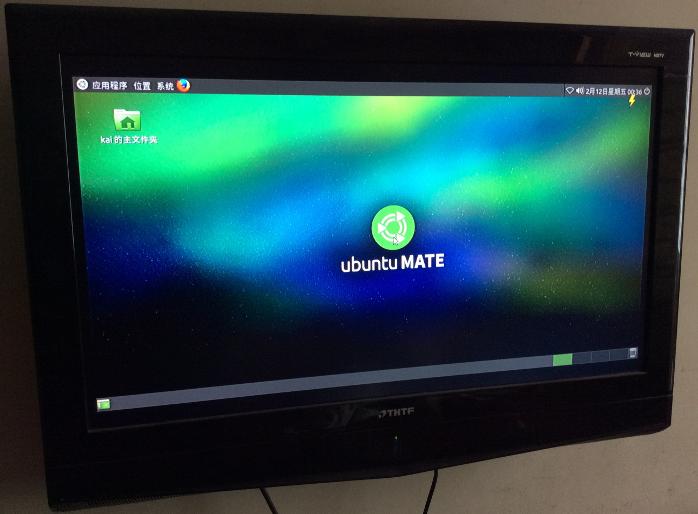 T-VIEW HDTV
应用程序 位置 系统
2月12日星期五 00:36
kai 的主文件夹
ubuntu MATE
THTF